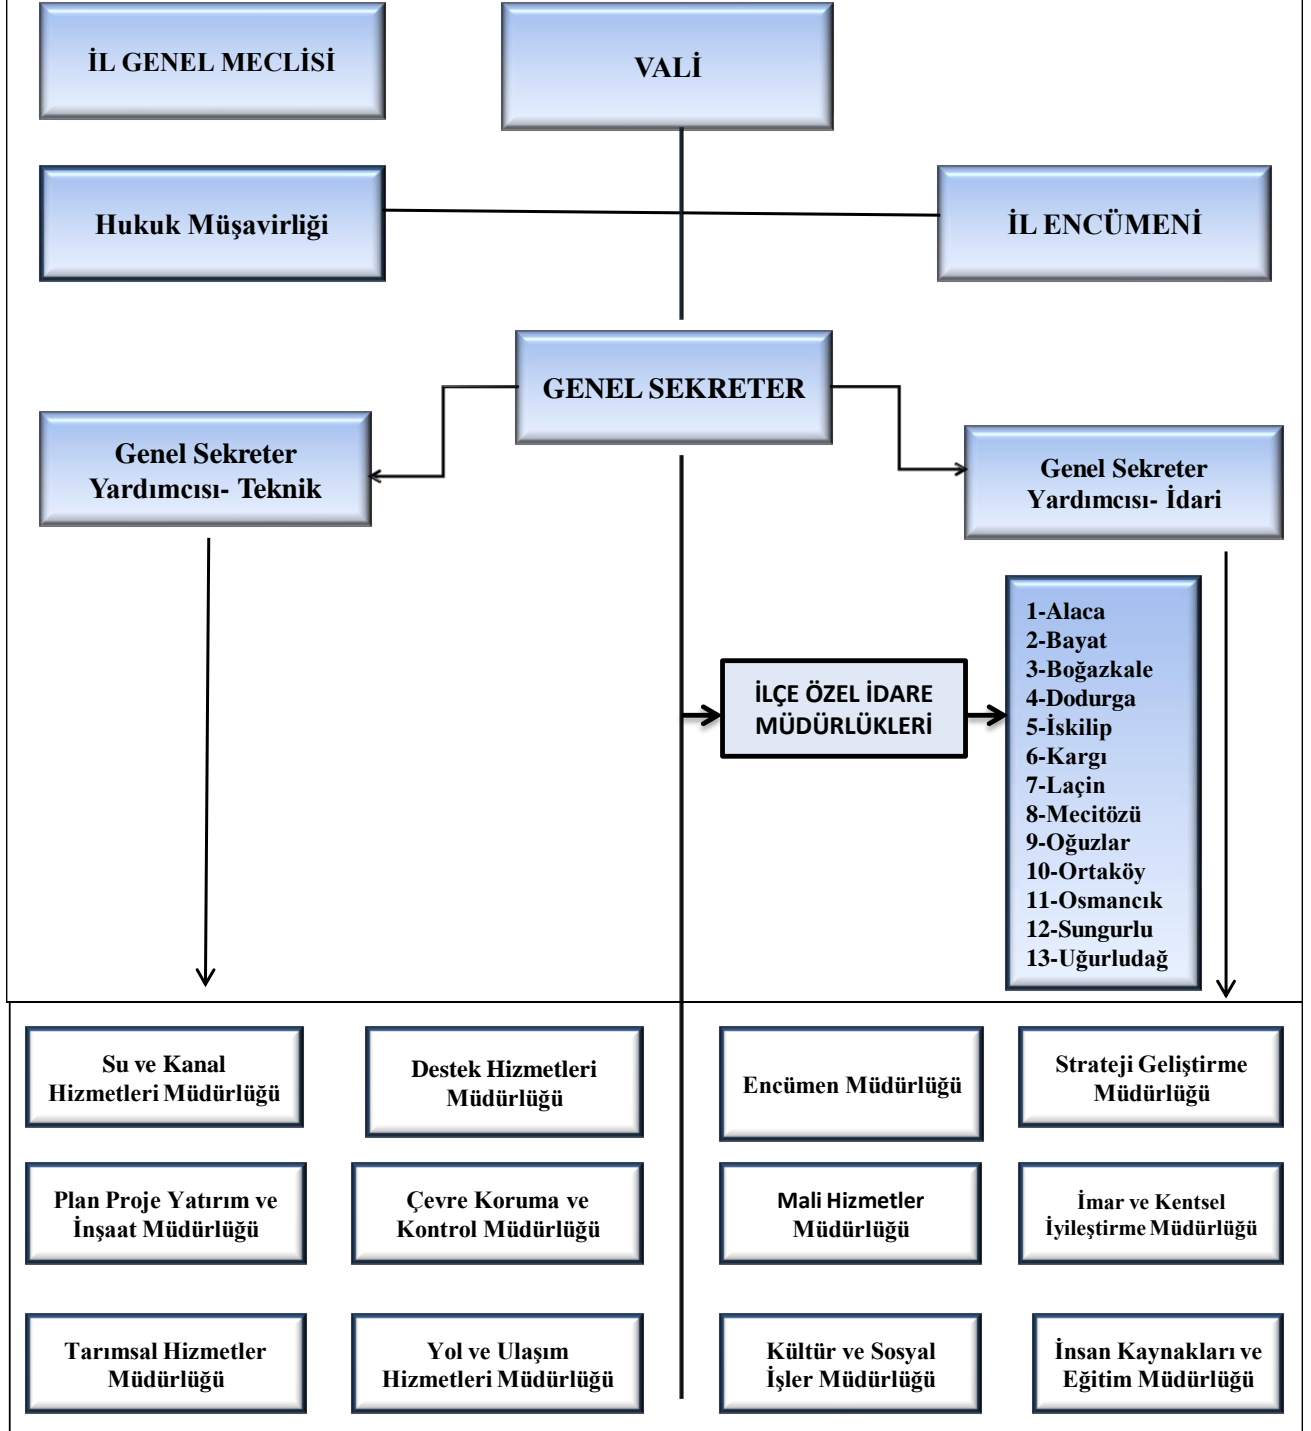 İL GENEL MECLİSİ
VALİ
Hukuk Müşavirliği
İL ENCÜMENİ
GENEL SEKRETER
Genel Sekreter
Yardımcısı- Teknik
Genel Sekreter
Yardımcısı- İdari
İLÇE ÖZEL İDARE
MÜDÜRLÜKLERİ
1-Alaca
2-Bayat
3-Boğazkale
4-Dodurga
5-İskilip
6-Kargı
7-Laçin
8-Mecitözü
9-Oğuzlar
10-Ortaköy
11-Osmancık
12-Sungurlu
13-Uğurludağ
Su ve Kanal
Hizmetleri Müdürlüğü
Destek Hizmetleri
Müdürlüğü
Encümen Müdürlüğü
Strateji Geliştirme
Müdürlüğü
Plan Proje Yatırım ve
İnşaat Müdürlüğü
Çevre Koruma ve
Kontrol Müdürlüğü
Mali Hizmetler
Müdürlüğü
İmar ve Kentsel
İyileştirme Müdürlüğü
Tarımsal Hizmetler
Müdürlüğü
Yol ve Ulaşım
Hizmetleri Müdürlüğü
Kültür ve Sosyal
İşler Müdürlüğü
İnsan Kaynakları ve
Eğitim Müdürlüğü